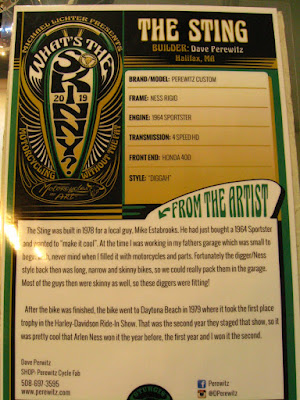 MICHAEL LICHTER PRESENTS
WHAT'S THE
SKINNY?
2019
MOTORCYCLING
WITHOUT THE FAT
Motorcycles
AS ART
THE STING
BUILDER: Dave Perewitz
Halifax, MA
BRAND/MODEL: PEREWITZ CUSTOM
FRAME: NESS RIGID
ENGINE: 1964 SPORTSTER
TRANSMISSION: 4 SPEED HD
FRONT END: HONDA 400
STYLE: "DIGGAH"
FROM THE ARTIST
The Sting was built in 1978 for a local guy, Mike Estabrooks. He had just bought a 1964 Sportster
and wanted to "make it cool". At the time I was working in my fathers garage which was small to
begin with, never mind when I filled it with motorcycles and parts. Fortunately the digger/Ness
style back then was long, narrow and skinny bikes, so we could really pack them in the garage.
Most of the guys then were skinny as well, so these diggers were fitting!
After the bike was finished, the bike went to Daytona Beach in 1979 where it took the first place
trophy in the Harley-Davidson Ride-In Show. That was the second year they staged that show, so it
was pretty cool that Arlen Ness won it the year before, the first year and I won it the second.
Dave Perewitz
SHOP: Perewitz Cycle Fab
508-697-3595
www.perewitz.com
Perewitz
@DPerewitz